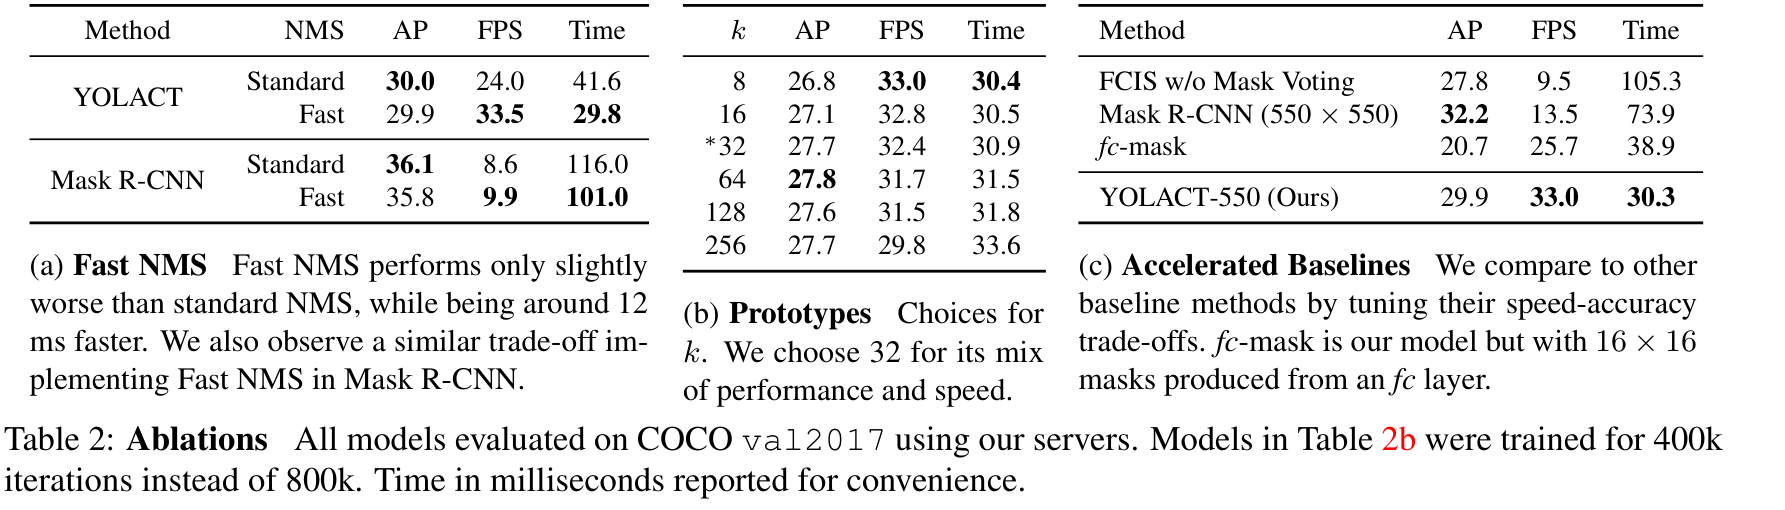 Method NMS AP FPS Time
YOLACT Standard 30.0 24.0 41.6
Fast 29.9 33.5 29.8
Mask R-CNN Standard 36.1 8.6 116.0
Fast 35.8 9.9 101.0
(a) Fast NMS Fast NMS performs only slightly
worse than standard NMS, while being around 12
ms faster. We also observe a similar trade-off im-
plementing Fast NMS in Mask R-CNN.
k AP FPS Time
8 26.8 33.0 30.4
16 27.1 32.8 30.5
*32 27.7 32.4 30.9
64 27.8 31.7 31.5
128 27.6 31.5 31.8
256 27.7 29.8 33.6
(b) Prototypes Choices for
k. We choose 32 for its mix
of performance and speed.
Method AP FPS Time
FCIS w/o Mask Voting 27.8 9.5 105.3
Mask R-CNN (550 × 550) 32.2 13.5 73.9
fc-mask 20.7 25.7 38.9
YOLACT-550 (Ours) 29.9 33.0 30.3
(c) Accelerated Baselines We compare to other
baseline methods by tuning their speed-accuracy
trade-offs. fc-mask is our model but with 16 × 16
masks produced from an fc layer.
Table 2: Ablations All models evaluated on COCO val2017 using our servers. Models in Table 2b were trained for 400k
iterations instead of 800k. Time in milliseconds reported for convenience.